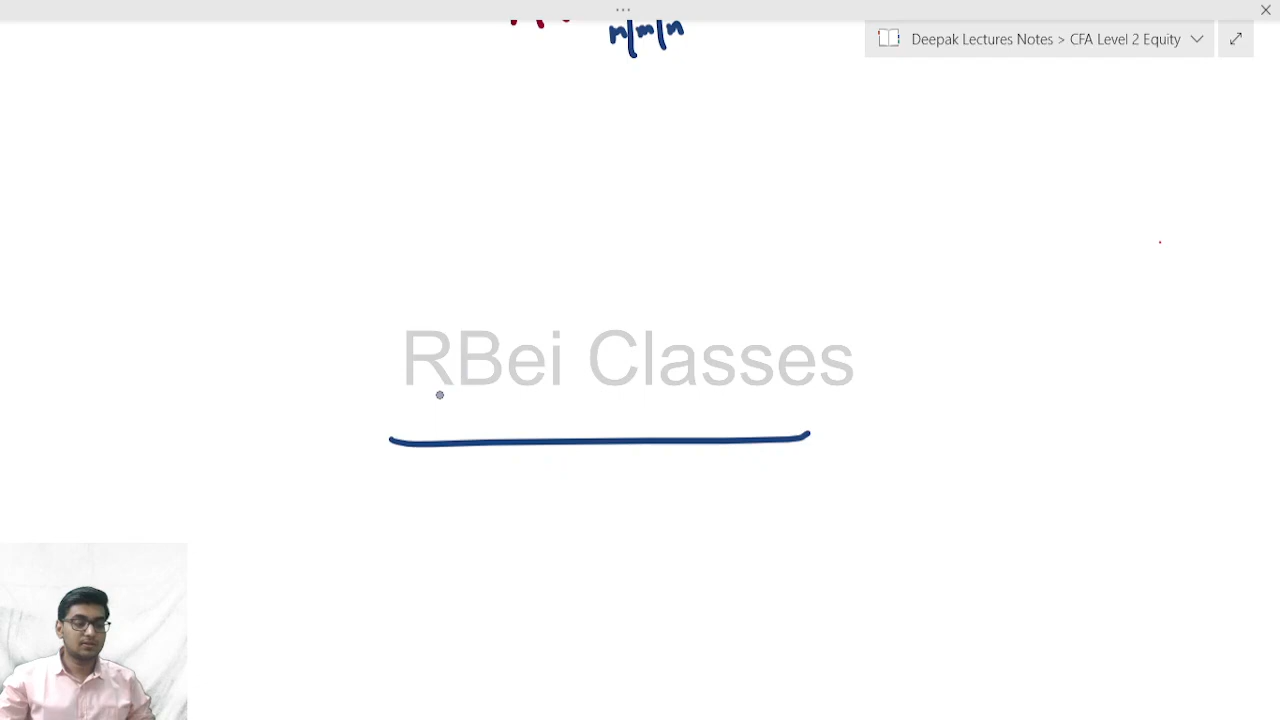 n/m/n
Deepak Lectures Notes > CFA Level 2 Equity
RBei Classes